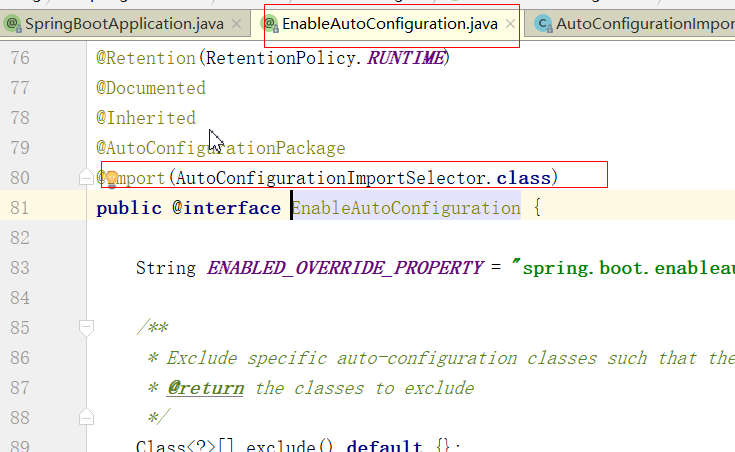 SpringBootApplication.java × EnableAutoConfiguration.java × AutoConfigurationImpor
76 @Retention(RetentionPolicy.RUNTIME)
77 @Documented
78 @Inherited
79 @AutoConfigurationPackage
80 @Import(AutoConfigurationImportSelector.class)
81 public @interface EnableAutoConfiguration {
82
83 String ENABLED_OVERRIDE_PROPERTY = "spring.boot.enableau
84
85 /**
86 * Exclude specific auto-configuration classes such that the
87 * @return the classes to exclude
88 */
89 Class<?>[] exclude() default {};